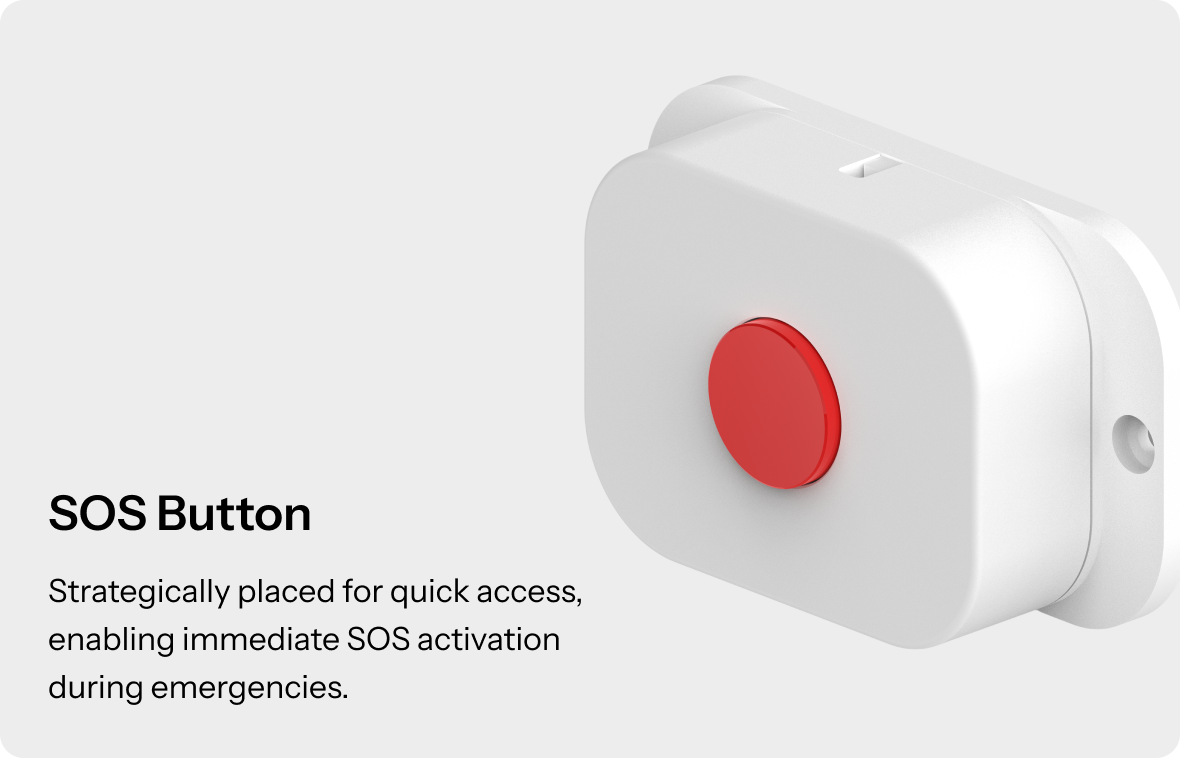 SOS Button
Strategically placed for quick access,
enabling immediate SOS activation
during emergencies.